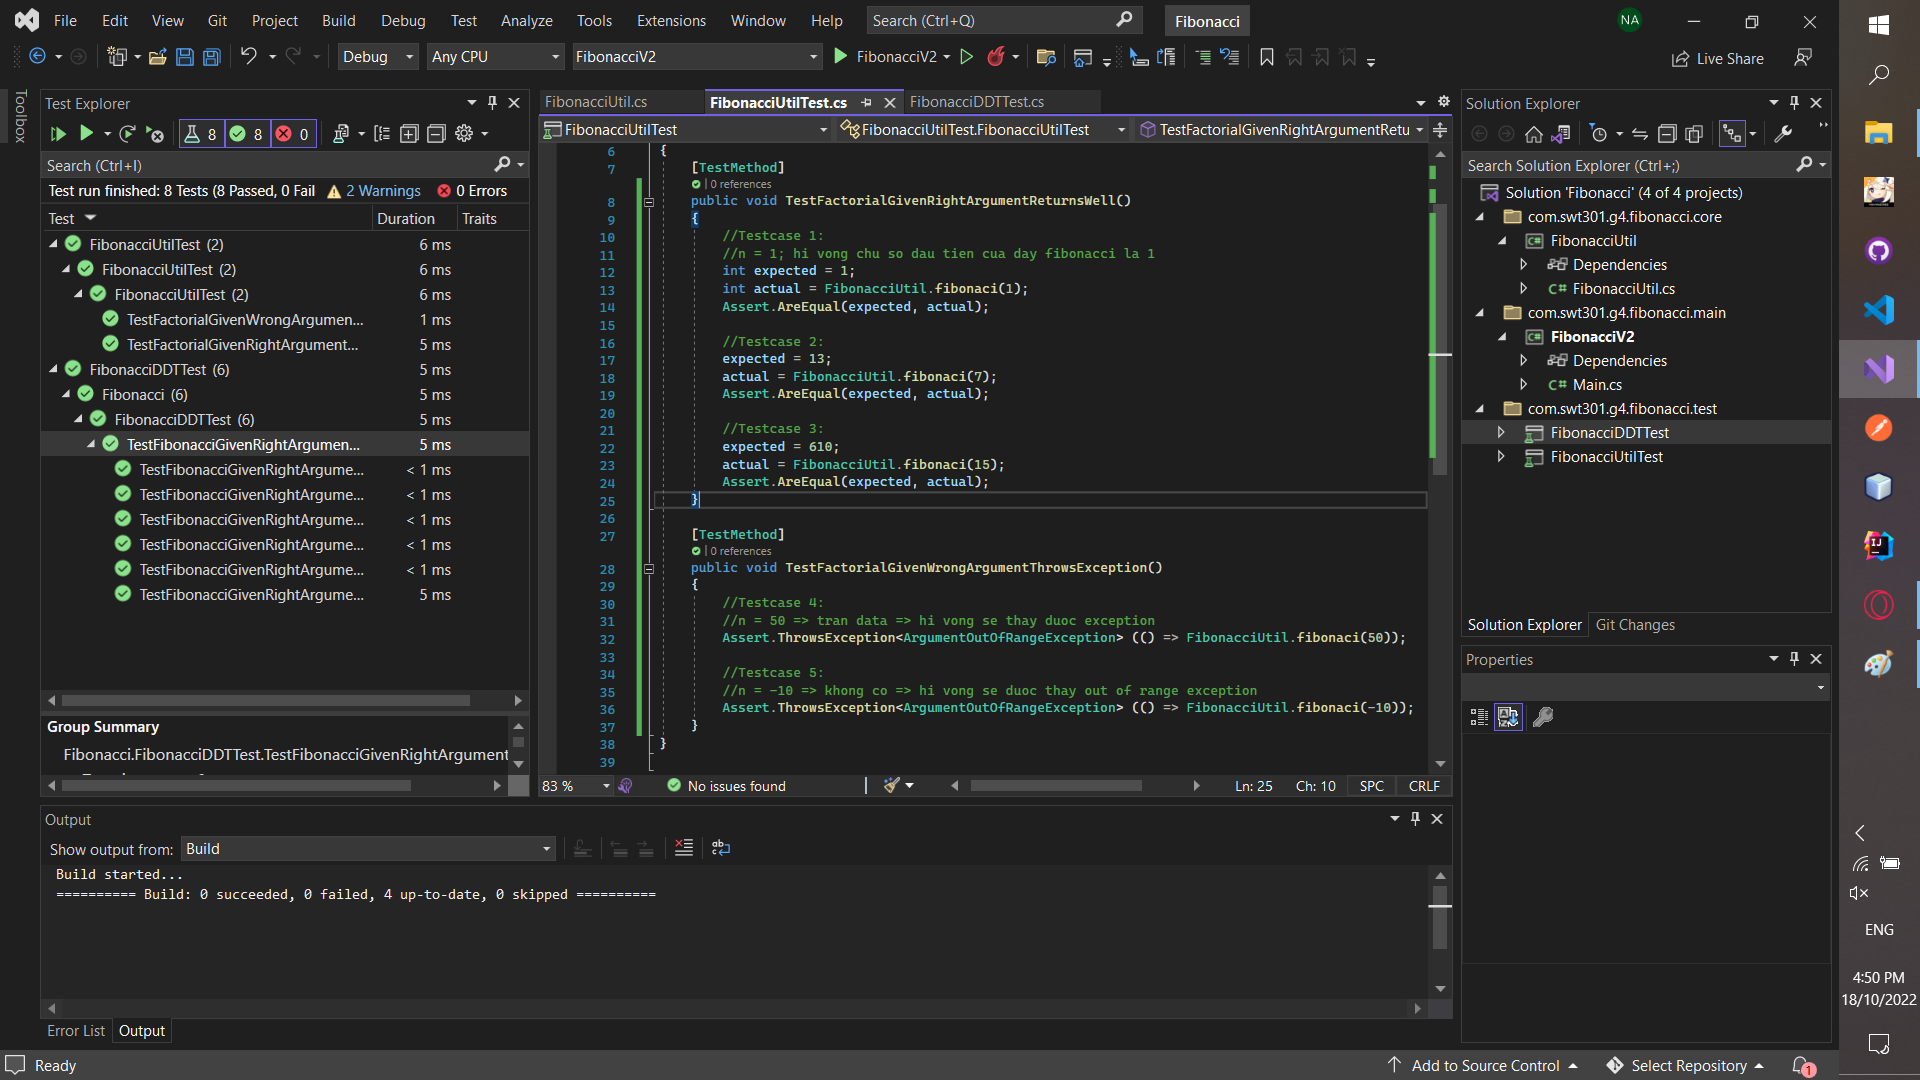 File Edit View Git Project Build Debug Test Analyze Tools Extensions Window Help Search (Ctrl+Q) Fibonacci NA
Debug Any CPU FibonacciV2 FibonacciV2 Live Share
Toolbox
Test Explorer
8 8 0
Search (Ctrl+I)
Test run finished: 8 Tests (8 Passed, 0 Fail 2 Warnings 0 Errors
Test Duration Traits
FibonacciUtilTest (2) 6 ms
FibonacciUtilTest (2) 6 ms
FibonacciUtilTest (2) 6 ms
TestFactorialGivenWrongArgumen... 1 ms
TestFactorialGivenRightArgument... 5 ms
FibonacciDDTTest (6) 5 ms
Fibonacci (6) 5 ms
FibonacciDDTTest (6) 5 ms
TestFibonacciGivenRightArgumen... 5 ms
TestFibonacciGivenRightArgume... < 1 ms
TestFibonacciGivenRightArgume... < 1 ms
TestFibonacciGivenRightArgume... < 1 ms
TestFibonacciGivenRightArgume... < 1 ms
TestFibonacciGivenRightArgume... < 1 ms
TestFibonacciGivenRightArgume... 5 ms
Group Summary
Fibonacci.FibonacciDDTTest.TestFibonacciGivenRightArgument
FibonacciUtil.cs FibonacciUtilTest.cs FibonacciDDTTest.cs
FibonacciUtilTest FibonacciUtilTest.FibonacciUtilTest TestFactorialGivenRightArgumentRetu
6 {
7 [TestMethod]
| 0 references
8 public void TestFactorialGivenRightArgumentReturnsWell()
9 {
10 //Testcase 1:
11 //n = 1; hi vong chu so dau tien cua day fibonacci la 1
12 int expected = 1;
13 int actual = FibonacciUtil.fibonaci(1);
14 Assert.AreEqual(expected, actual);
15
16 //Testcase 2:
17 expected = 13;
18 actual = FibonacciUtil.fibonaci(7);
19 Assert.AreEqual(expected, actual);
20
21 //Testcase 3:
22 expected = 610;
23 actual = FibonacciUtil.fibonaci(15);
24 Assert.AreEqual(expected, actual);
25 }
26
27 [TestMethod]
| 0 references
28 public void TestFactorialGivenWrongArgumentThrowsException()
29 {
30 //Testcase 4:
31 //n = 50 => tran data => hi vong se thay duoc exception
32 Assert.ThrowsException<ArgumentOutOfRangeException> (() => FibonacciUtil.fibonaci(50));
33
34 //Testcase 5:
35 //n = -10 => khong co => hi vong se duoc thay out of range exception
36 Assert.ThrowsException<ArgumentOutOfRangeException> (() => FibonacciUtil.fibonaci(-10));
37 }
38 }
39
83 % No issues found Ln: 25 Ch: 10 SPC CRLF
Output
Show output from: Build
Build started...
========== Build: 0 succeeded, 0 failed, 4 up-to-date, 0 skipped ==========
Error List Output
Solution Explorer
Search Solution Explorer (Ctrl+;)
Solution 'Fibonacci' (4 of 4 projects)
com.swt301.g4.fibonacci.core
C# FibonacciUtil
Dependencies
C# FibonacciUtil.cs
com.swt301.g4.fibonacci.main
C# FibonacciV2
Dependencies
C# Main.cs
com.swt301.g4.fibonacci.test
FibonacciDDTTest
FibonacciUtilTest
Solution Explorer Git Changes
Properties
IJ
ENG
4:50 PM
18/10/2022
Ready Add to Source Control Select Repository 1